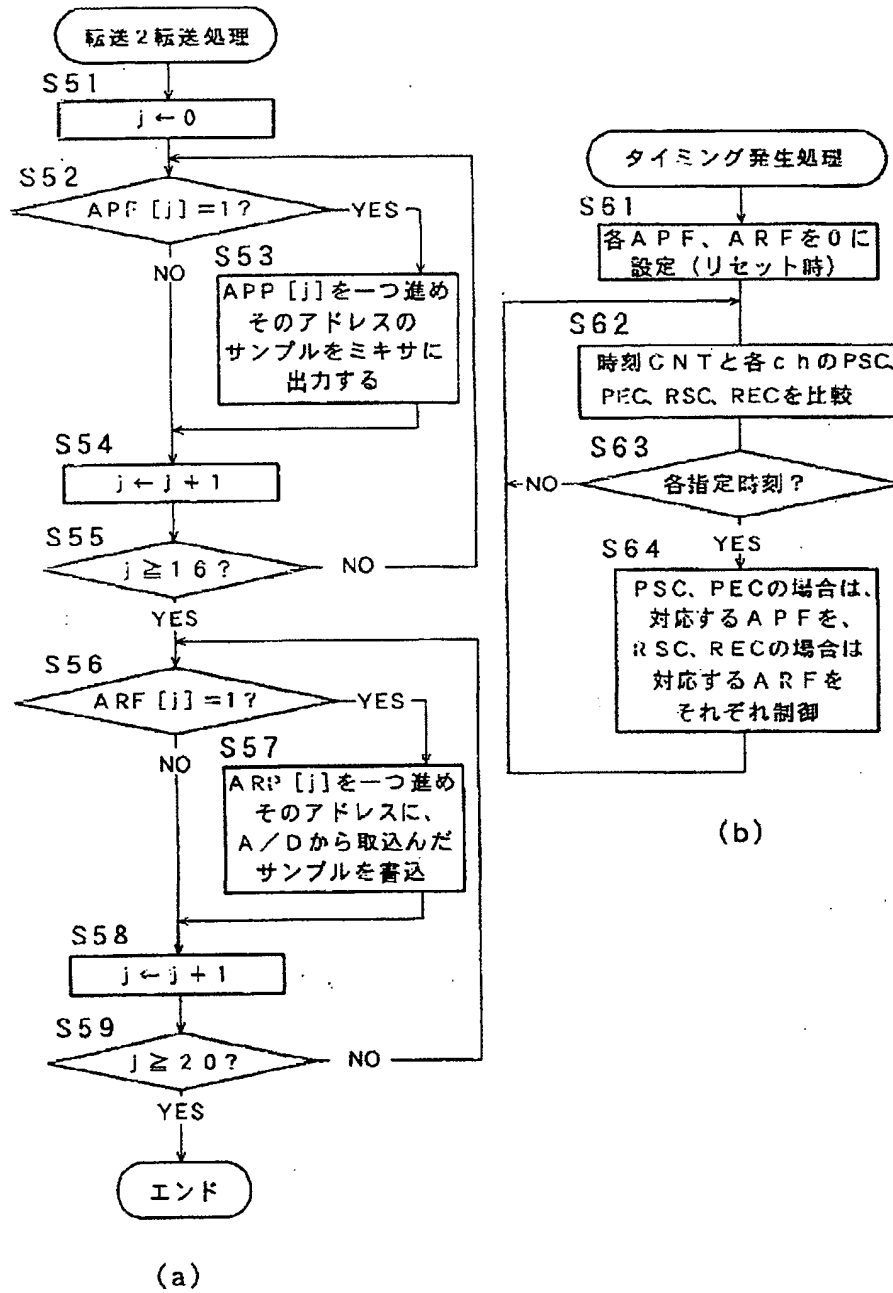 転送2転送処理
S51
j←0
S52
APF[j]=1?
YES
NO
S53
APP[j]を一つ進め
そのアドレスの
サンプルをミキサに
出力する
S54
j←j+1
S55
j≧16?
NO
YES
S56
ARF[j]=1?
YES
NO
S57
ARP[j]を一つ進め
そのアドレスに、
A/Dから取込んだ
サンプルを書込
S58
j←j+1
S59
j≧20?
NO
YES
エンド
(a)
タイミング発生処理
S61
各APF、ARFを0に
設定(リセット時)
S62
時刻CNTと各chのPSC、
PEC、RSC、RECを比較
S63
各指定時刻?
NO
YES
S64
PSC、PECの場合は、
対応するAPFを、
RSC、RECの場合は
対応するARFを
それぞれ制御
(b)